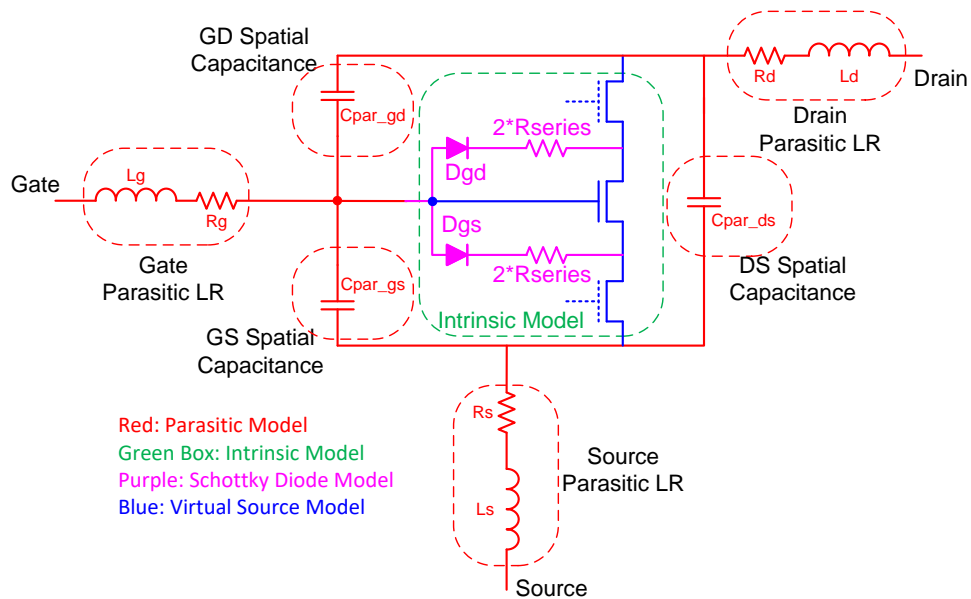 GD Spatial
Capacitance
Cpar_gd
Rd
Ld
Drain
Drain
Parasitic LR
2*Rseries
Dgd
Gate
Lg
Rg
Gate
Parasitic LR
Dgs
2*Rseries
Cpar_ds
DS Spatial
Capacitance
Cpar_gs
GS Spatial
Capacitance
Intrinsic Model
Rs
Ls
Source
Parasitic LR
Source
Red: Parasitic Model
Green Box: Intrinsic Model
Purple: Schottky Diode Model
Blue: Virtual Source Model